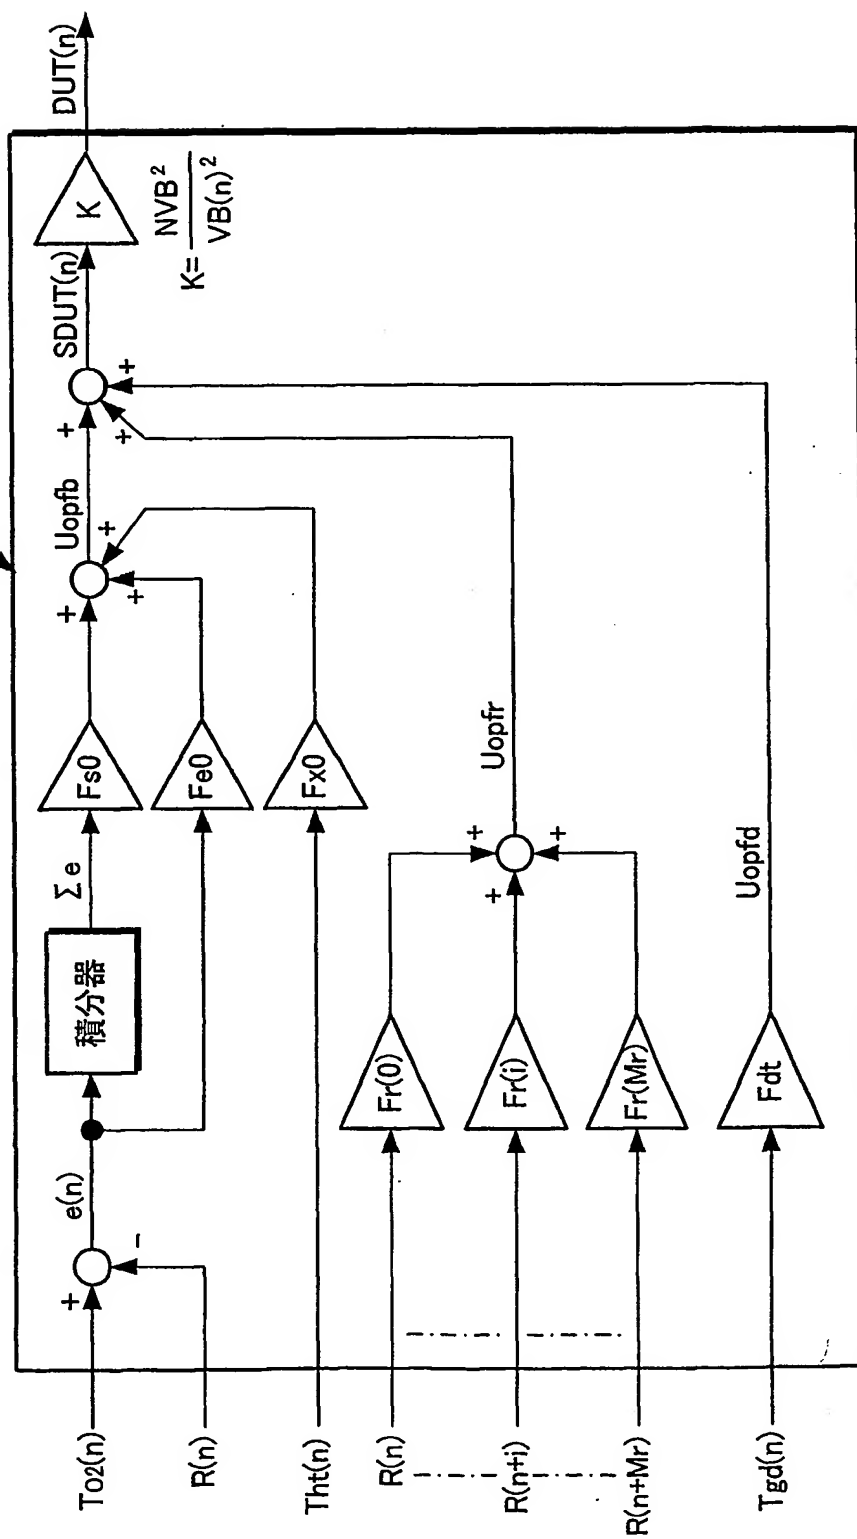 To2(n)
R(n)
Tht(n)
R(n)
R(n+i)
R(n+Mr)
Tgd(n)
+
-
e(n)
積分器
Σe
Fs0
Fe0
Fx0
+
+
+
Uopfb
Fr(0)
Fr(i)
Fr(Mr)
+
+
+
Uopfr
Fdt
Uopfd
+
+
+
SDUT(n)
K
K=NVB²/VB(n)²
DUT(n)